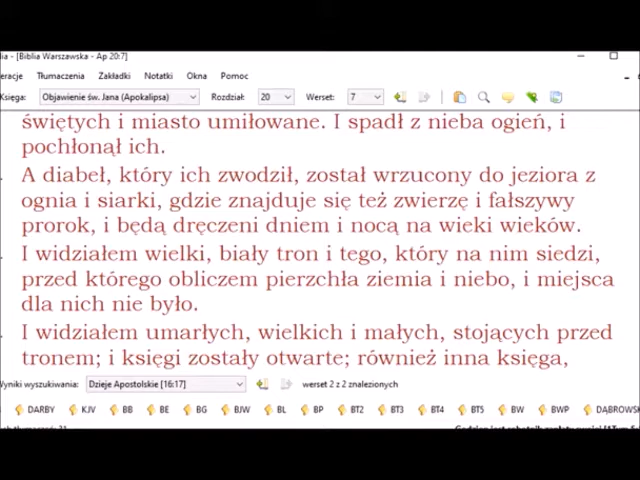 ia - [Biblia Warszawska - Ap 20:7]
eracje Tłumaczenia Zakładki Notatki Okna Pomoc
Księga: Objawienie św. Jana (Apokalipsa) Rozdział: 20 Werset: 7
świętych i miasto umiłowane. I spadł z nieba ogień, i
pochłonął ich.
A diabeł, który ich zwodził, został wrzucony do jeziora z
ognia i siarki, gdzie znajduje się też zwierzę i fałszywy
prorok, i będą dręczeni dniem i nocą na wieki wieków.
I widziałem wielki, biały tron i tego, który na nim siedzi,
przed którego obliczem pierzchła ziemia i niebo, i miejsca
dla nich nie było.
I widziałem umarłych, wielkich i małych, stojących przed
tronem; i księgi zostały otwarte; również inna księga,
Wyniki wyszukiwania: Dzieje Apostolskie [16:17] werset 2 z 2 znalezionych
DARBY KJV BB BE BG BJW BL BP BT2 BT3 BT4 BT5 BW BWP DĄBROWSK